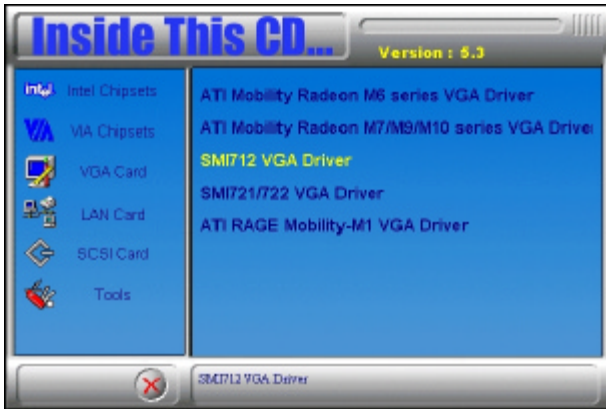 Inside This CD...
Version : 5.3
intel Intel Chipsets
VIA VIA Chipsets
VGA Card
LAN Card
SCSI Card
Tools
ATI Mobility Radeon M6 series VGA Driver
ATI Mobility Radeon M7/M9/M10 series VGA Driver
SMI712 VGA Driver
SMI721/722 VGA Driver
ATI RAGE Mobility-M1 VGA Driver
SMI712 VGA Driver